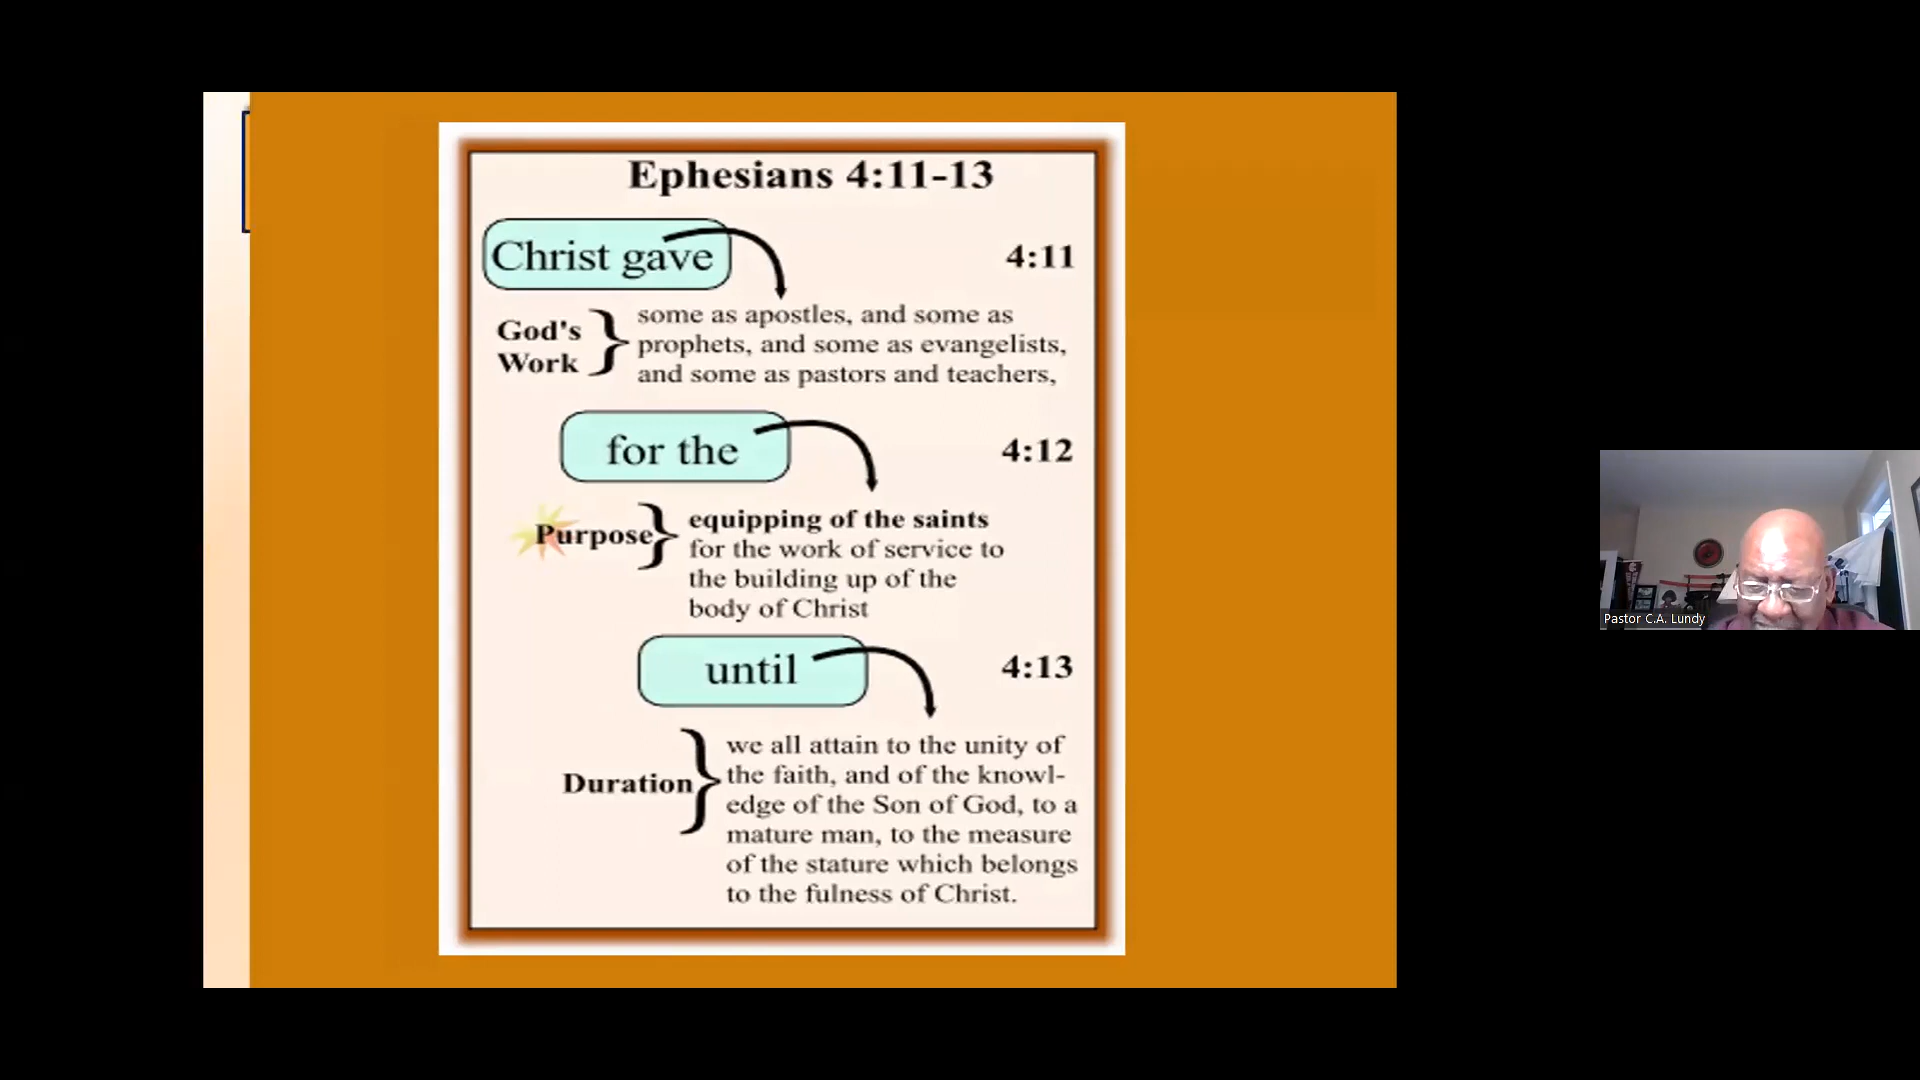 Ephesians 4:11-13
Christ gave
4:11
God's
Work
some as apostles, and some as
prophets, and some as evangelists,
and some as pastors and teachers,
for the
4:12
Purpose
equipping of the saints
for the work of service to
the building up of the
body of Christ
until
4:13
Duration
we all attain to the unity of
the faith, and of the knowl-
edge of the Son of God, to a
mature man, to the measure
of the stature which belongs
to the fulness of Christ.
Pastor C.A. Lundy